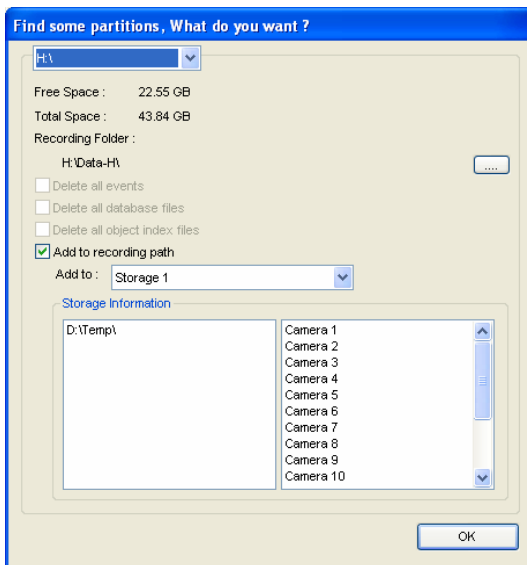 Find some partitions, What do you want ?
H:\
Free Space : 22.55 GB
Total Space : 43.84 GB
Recording Folder :
H:\Data-H\
....
Delete all events
Delete all database files
Delete all object index files
Add to recording path
Add to : Storage 1
Storage Information
D:\Temp\
Camera 1
Camera 2
Camera 3
Camera 4
Camera 5
Camera 6
Camera 7
Camera 8
Camera 9
Camera 10
OK